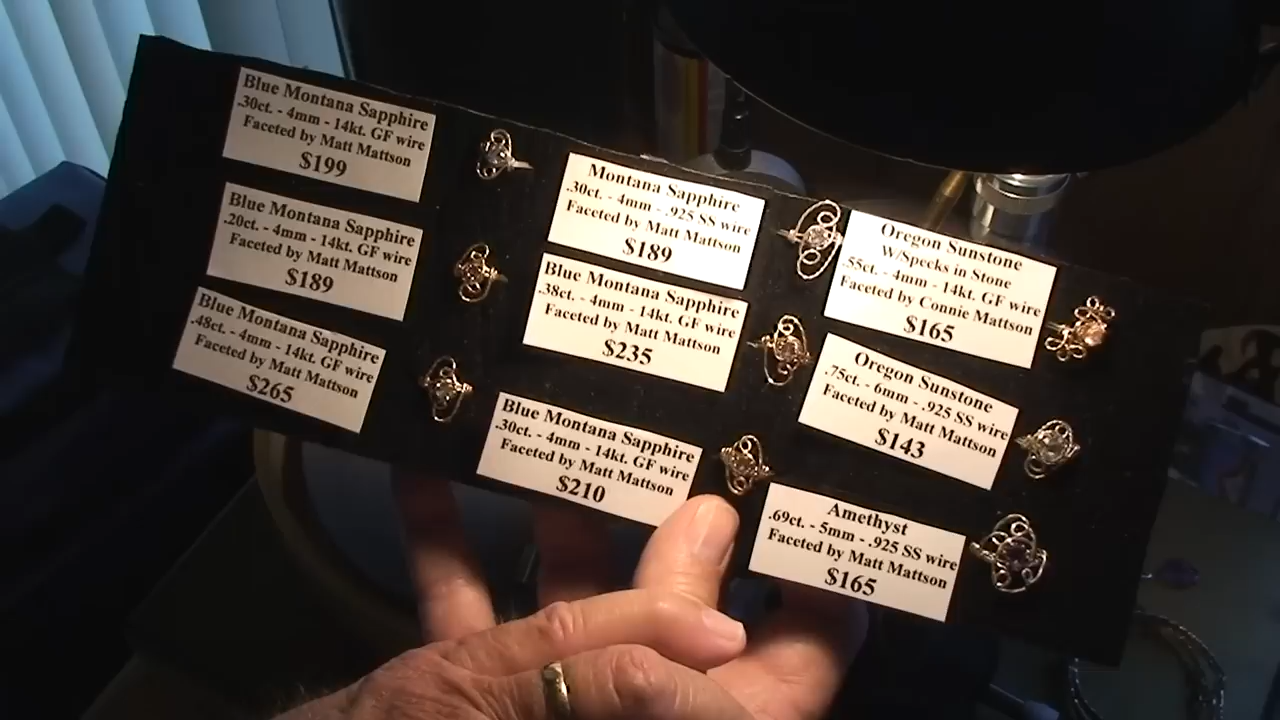 Blue Montana Sapphire
.30ct. - 4mm - 14kt. GF wire
Faceted by Matt Mattson
$199
Blue Montana Sapphire
.20ct. - 4mm - 14kt. GF wire
Faceted by Matt Mattson
$189
Blue Montana Sapphire
.48ct. - 4mm - 14kt. GF wire
Faceted by Matt Mattson
$265
Montana Sapphire
.30ct. - 4mm - .925 SS wire
Faceted by Matt Mattson
$189
Blue Montana Sapphire
.38ct. - 4mm - 14kt. GF wire
Faceted by Matt Mattson
$235
Blue Montana Sapphire
.30ct. - 4mm - 14kt. GF wire
Faceted by Matt Mattson
$210
Oregon Sunstone
W/Specks in Stone
.55ct. - 4mm - 14kt. GF wire
Faceted by Connie Mattson
$165
Oregon Sunstone
.75ct. - 6mm - .925 SS wire
Faceted by Matt Mattson
$143
Amethyst
.69ct. - 5mm - .925 SS wire
Faceted by Matt Mattson
$165